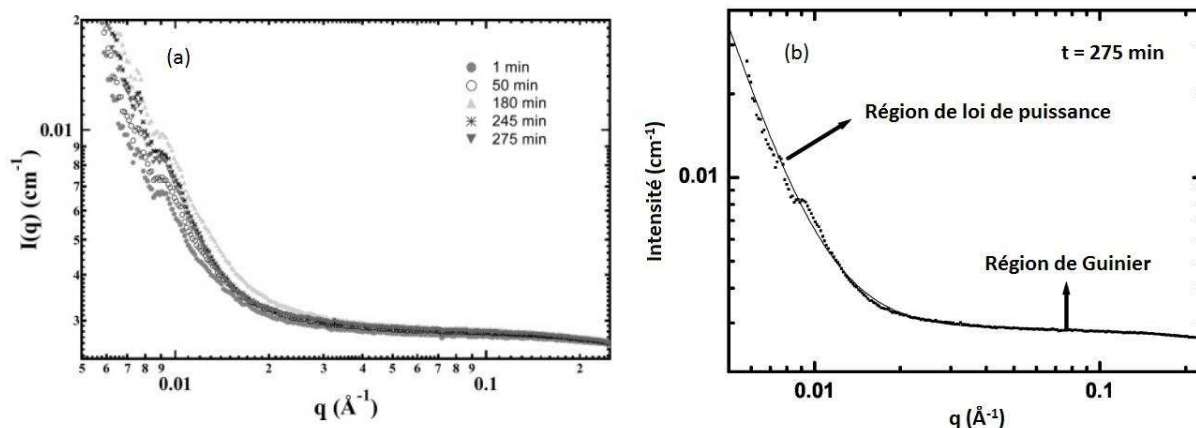 (a)
1 min
50 min
180 min
245 min
275 min
2
0.01
9
8
7
6
5
4
3
I(q) (cm⁻¹)
5 6 7 8 9 2 3 4 5 6 7 8 9 2
0.01 0.1
q (Å⁻¹)
(b)
t = 275 min
Région de loi de puissance
Région de Guinier
0.01
Intensité (cm⁻¹)
0.01 0.1
q (Å⁻¹)